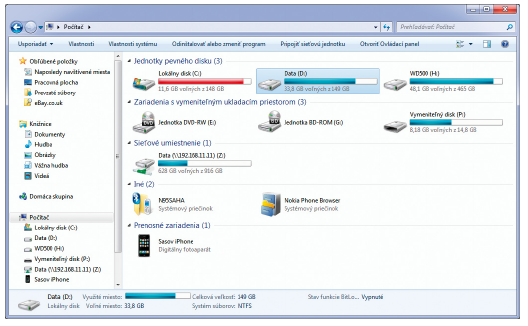 Počítač
Prehľadávať: Počítač
Usporiadať
Vlastnosti
Vlastnosti systému
Odinštalovať alebo zmeniť program
Pripojiť sieťovú jednotku
Otvoriť Ovládací panel
Obľúbené položky
Naposledy navštívené miesta
Pracovná plocha
Prevzaté súbory
eBay.co.uk
Knižnice
Dokumenty
Hudba
Obrázky
Vážna hudba
Videá
Domáca skupina
Počítač
Lokálny disk (C:)
Data (D:)
WD500 (H:)
Vymeniteľný disk (P:)
Data (\\192.168.11.11) (Z:)
Sasov iPhone
Jednotky pevného disku (3)
Lokálny disk (C:)
11,6 GB voľných z 148 GB
Data (D:)
33,8 GB voľných z 149 GB
WD500 (H:)
48,1 GB voľných z 465 GB
Zariadenia s vymeniteľným ukladacím priestorom (3)
Jednotka DVD-RW (E:)
Jednotka BD-ROM (G:)
Vymeniteľný disk (P:)
8,18 GB voľných z 14,8 GB
Sieťové umiestnenie (1)
Data (\\192.168.11.11) (Z:)
628 GB voľných z 916 GB
Iné (2)
N95SAHA
Systémový priečinok
Nokia Phone Browser
Systémový priečinok
Prenosné zariadenia (1)
Sasov iPhone
Digitálny fotoaparát
Data (D:) Využité miesto: Celková veľkosť: 149 GB Stav funkcie BitLo... Vypnuté
Lokálny disk Voľné miesto: 33,8 GB Systém súborov: NTFS